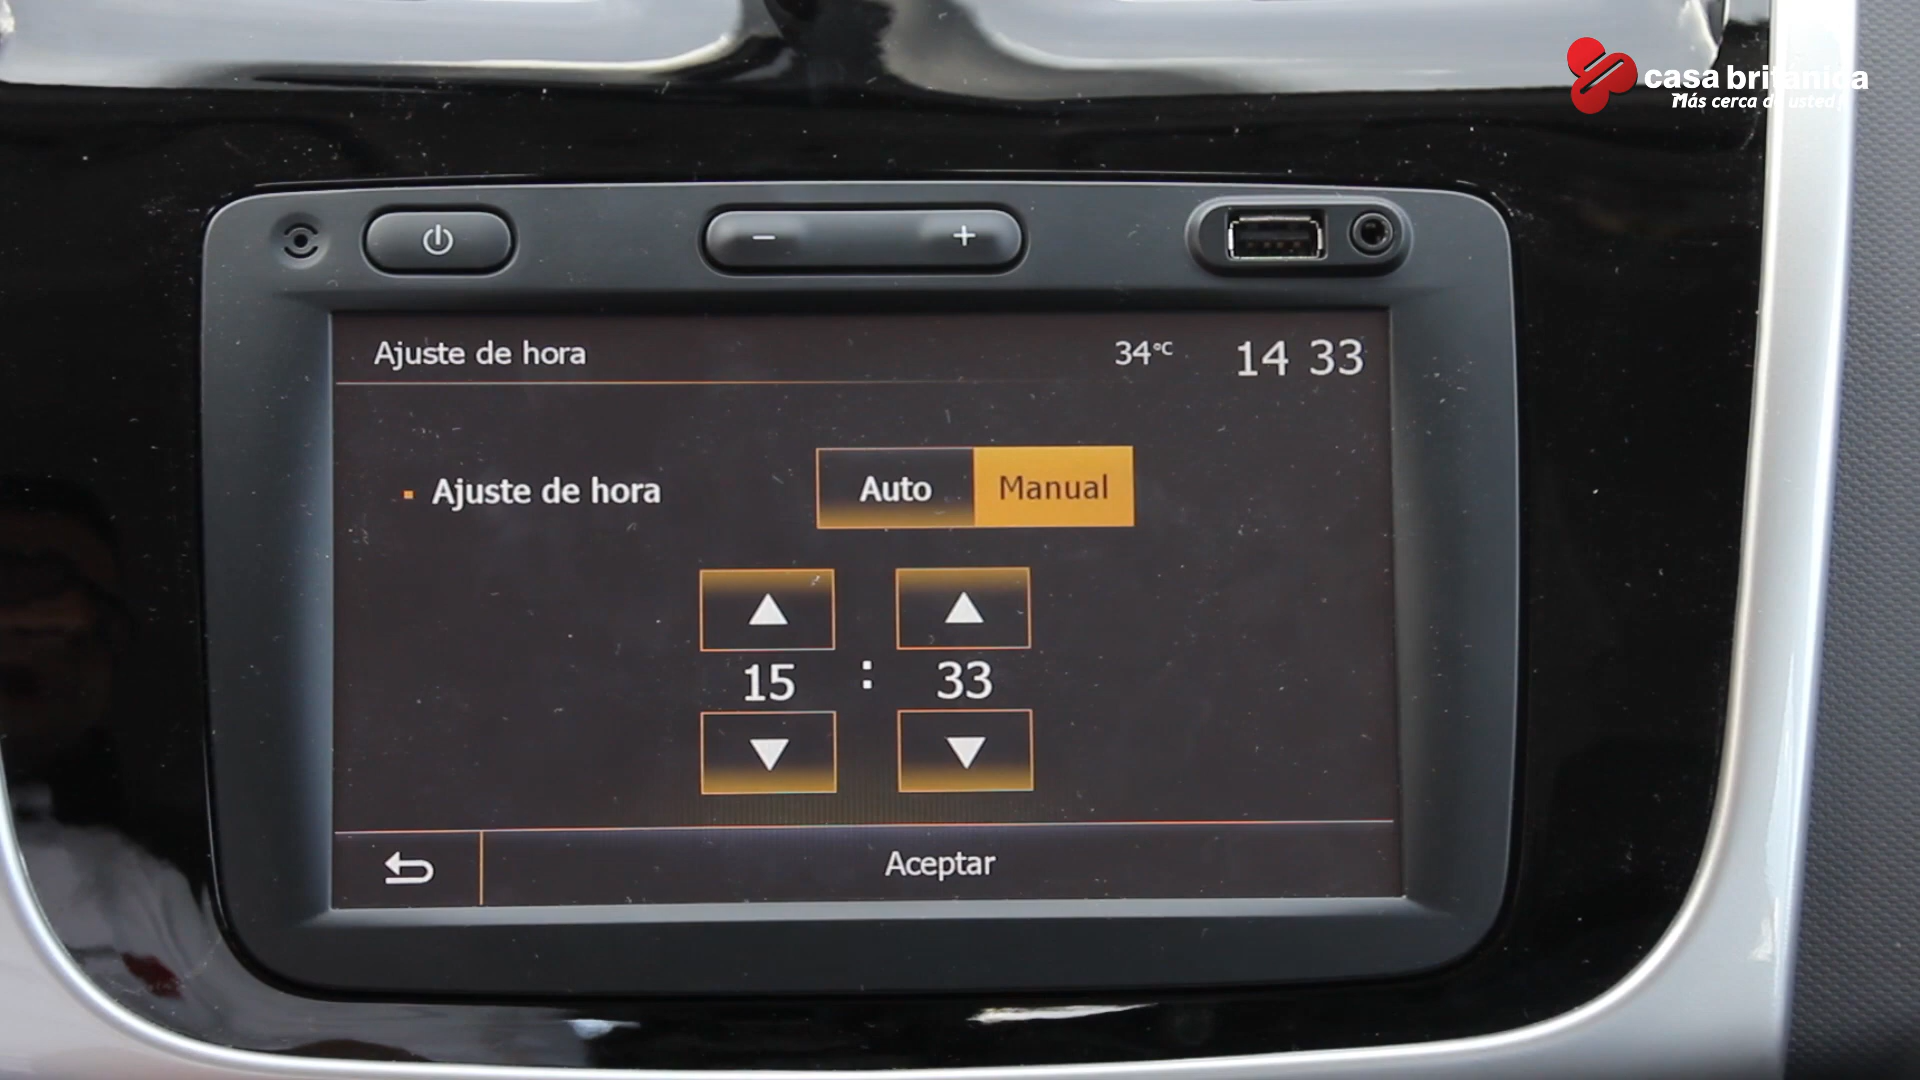 casa británica
Más cerca de usted!
Ajuste de hora
34°C
14 33
Ajuste de hora
Auto
Manual
15 : 33
Aceptar